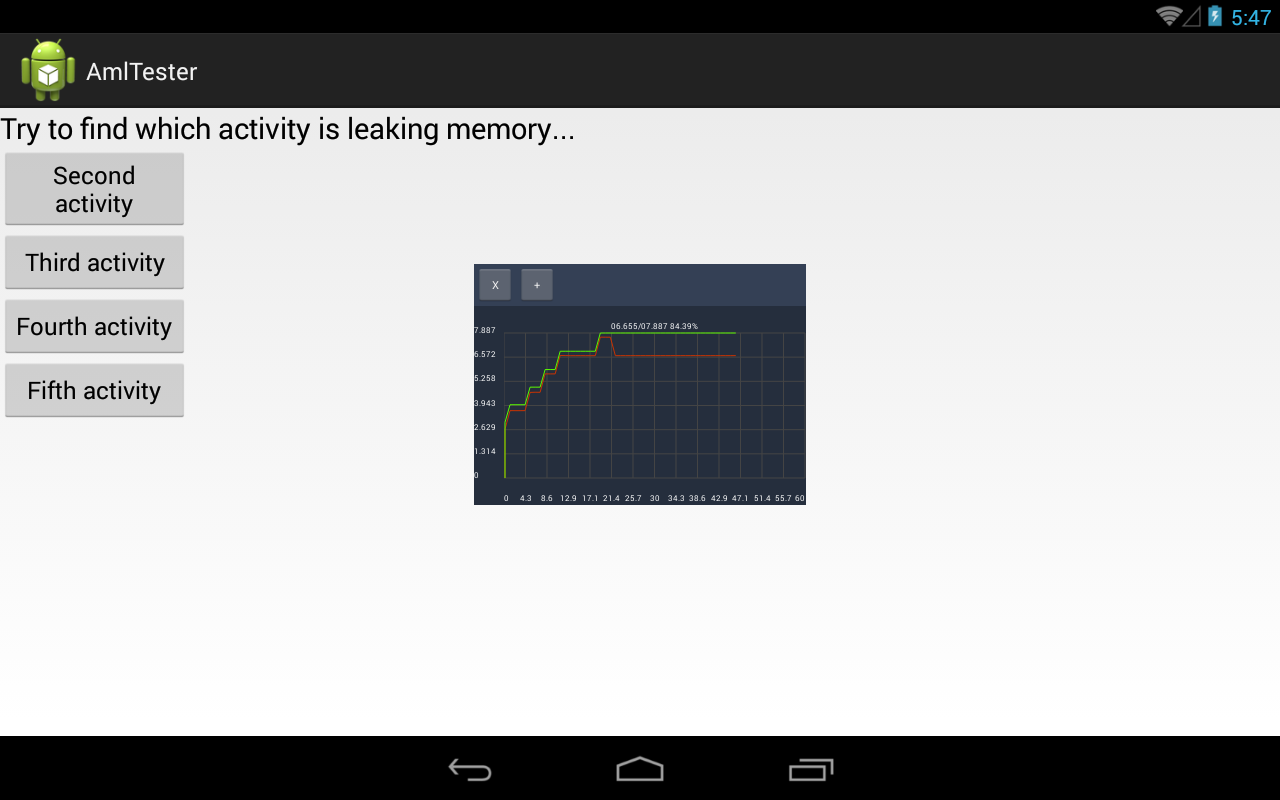 5:47
AmlTester
Try to find which activity is leaking memory...
Second
activity
Third activity
Fourth activity
Fifth activity
X +
06.655/07.887 84.39%
7.887
6.572
5.258
3.943
2.629
1.314
0
0 4.3 8.6 12.9 17.1 21.4 25.7 30 34.3 38.6 42.9 47.1 51.4 55.7 60